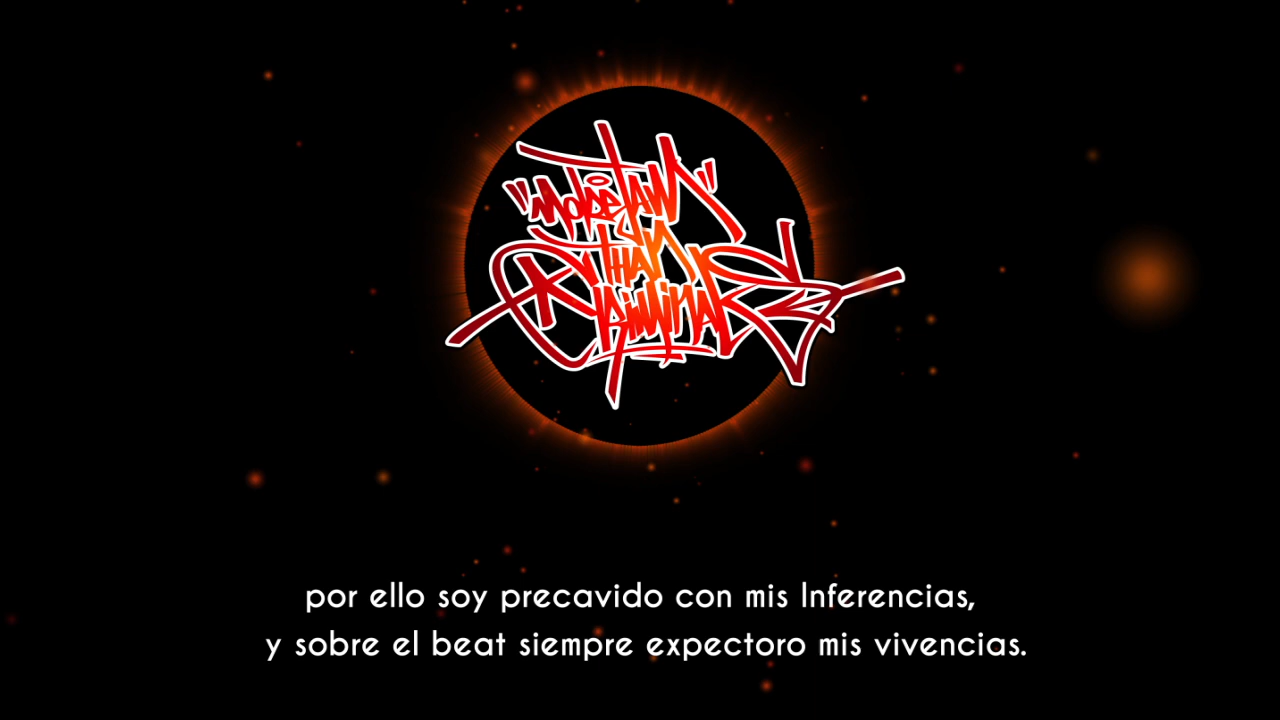 por ello soy precavido con mis Inferencias,
y sobre el beat siempre expectoro mis vivencias.